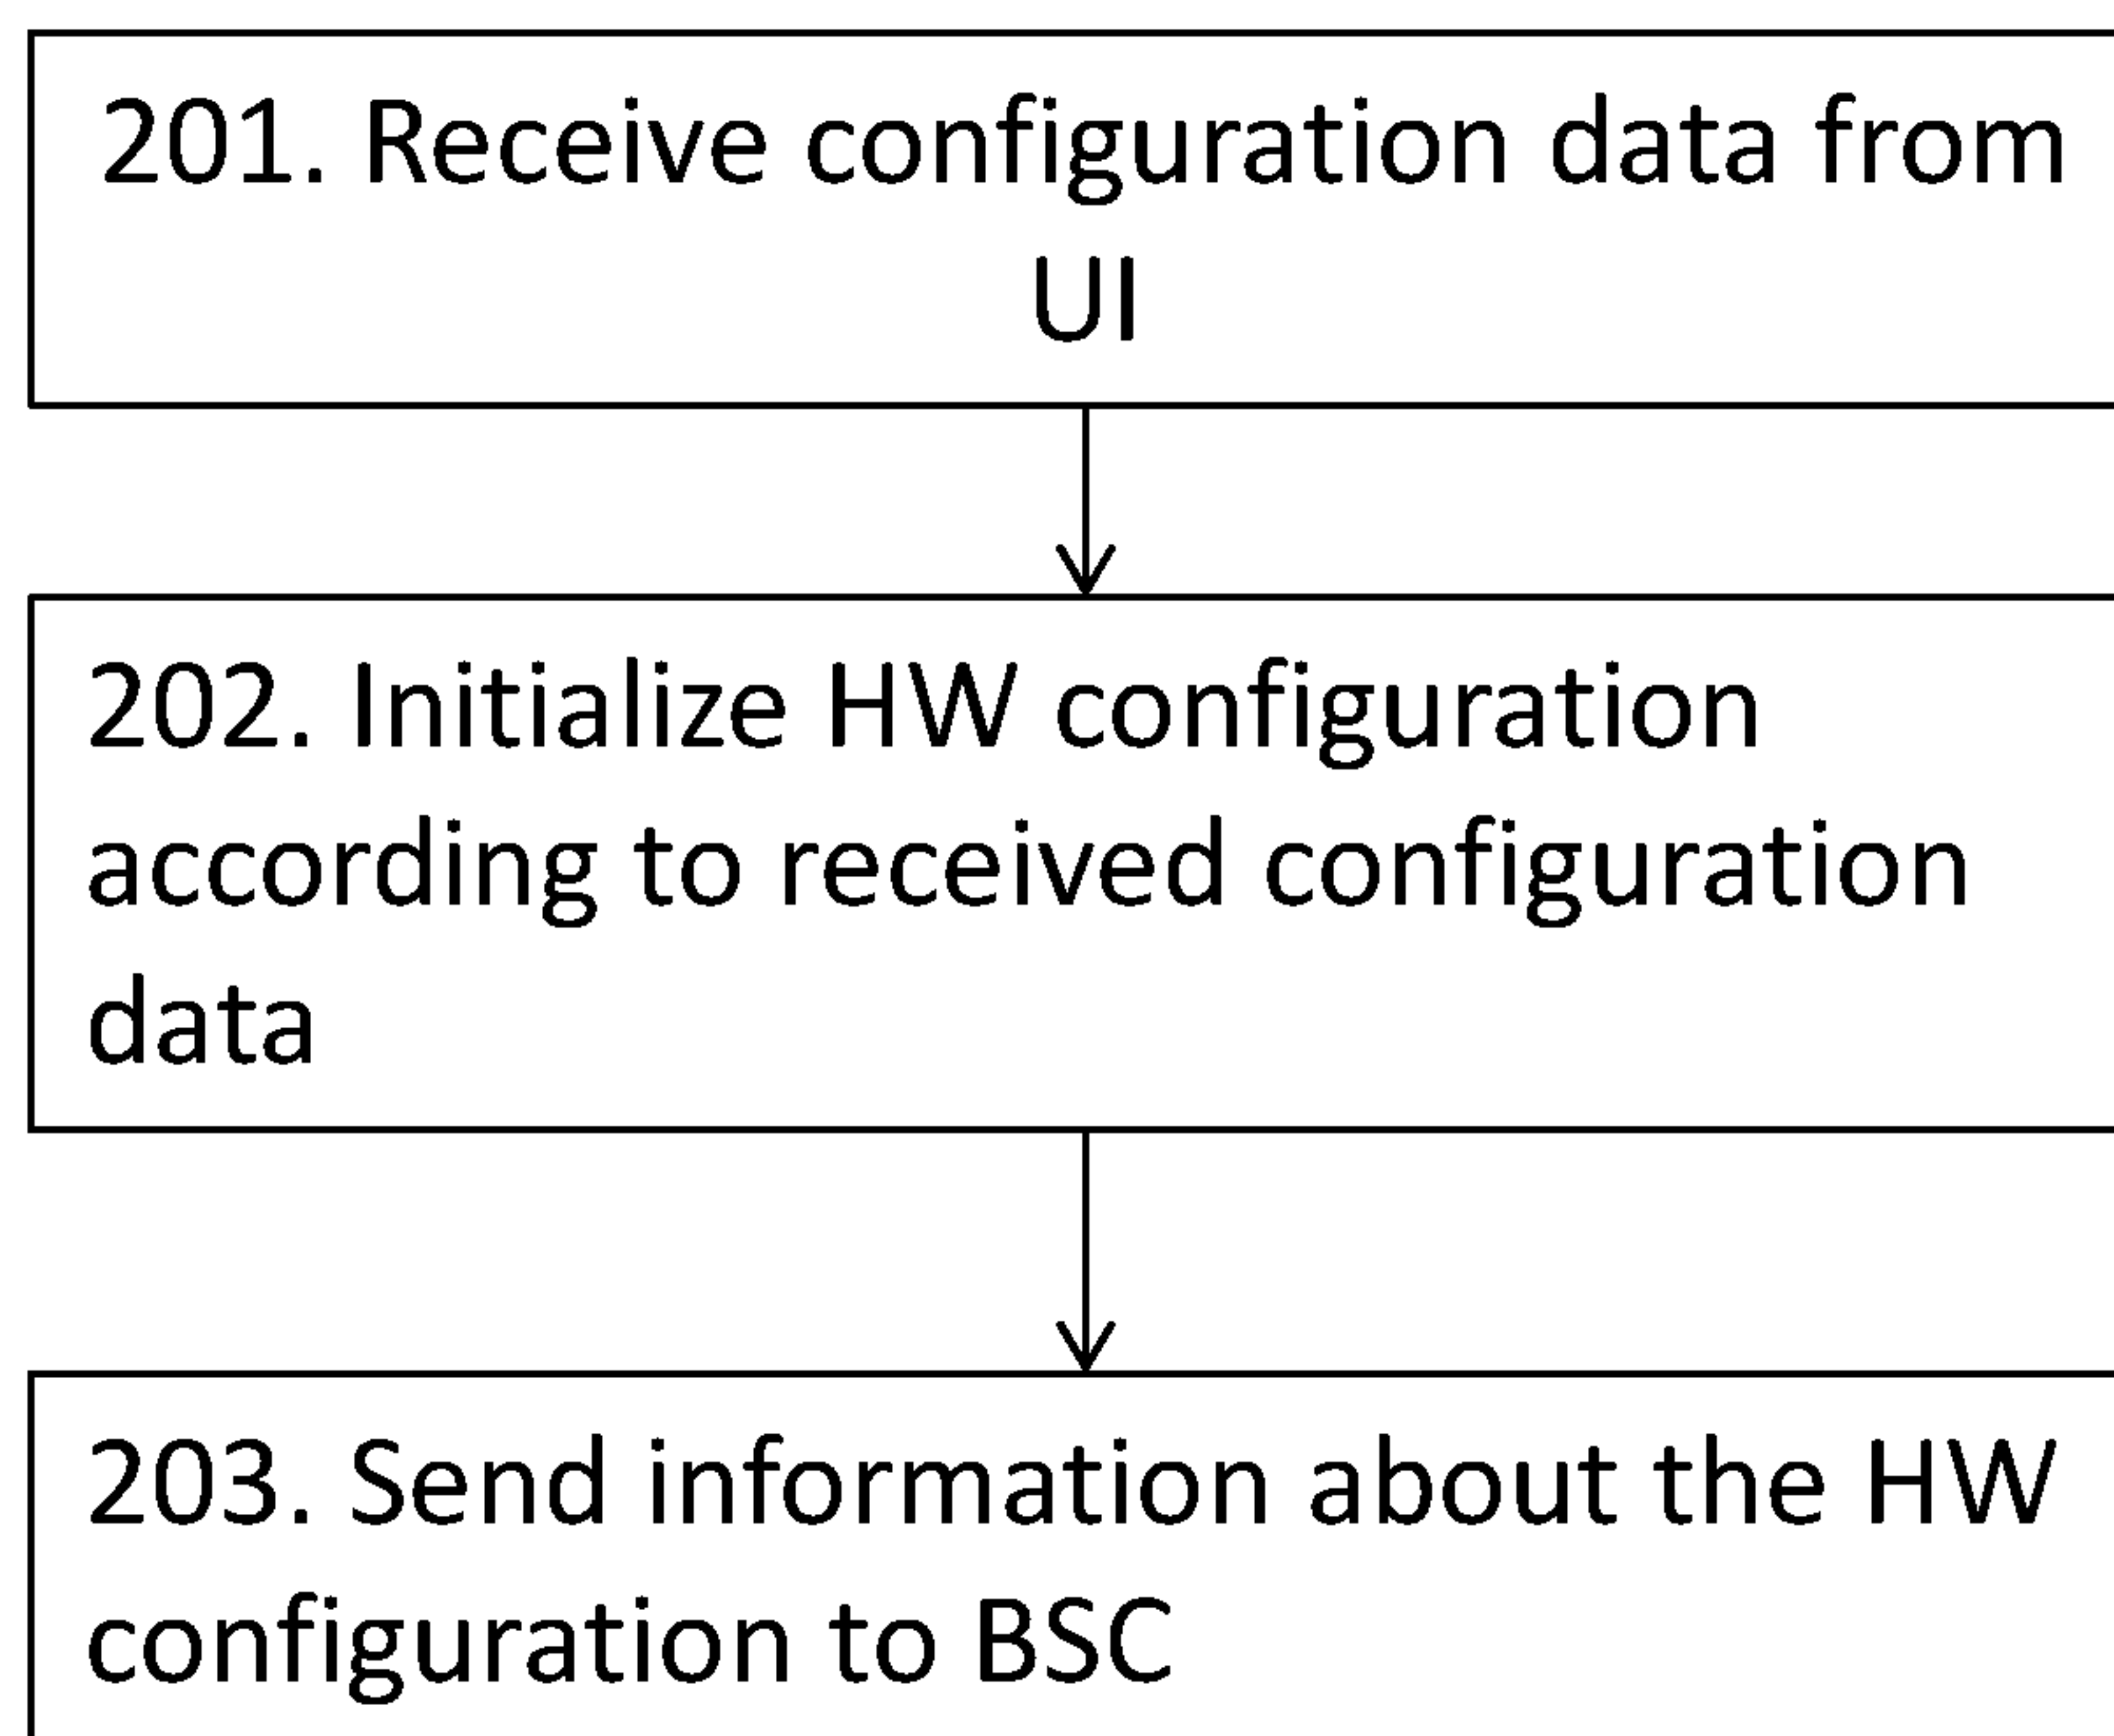 201. Receive configuration data from
UI
202. Initialize HW configuration
according to received configuration
data
203. Send information about the HW
configuration to BSC